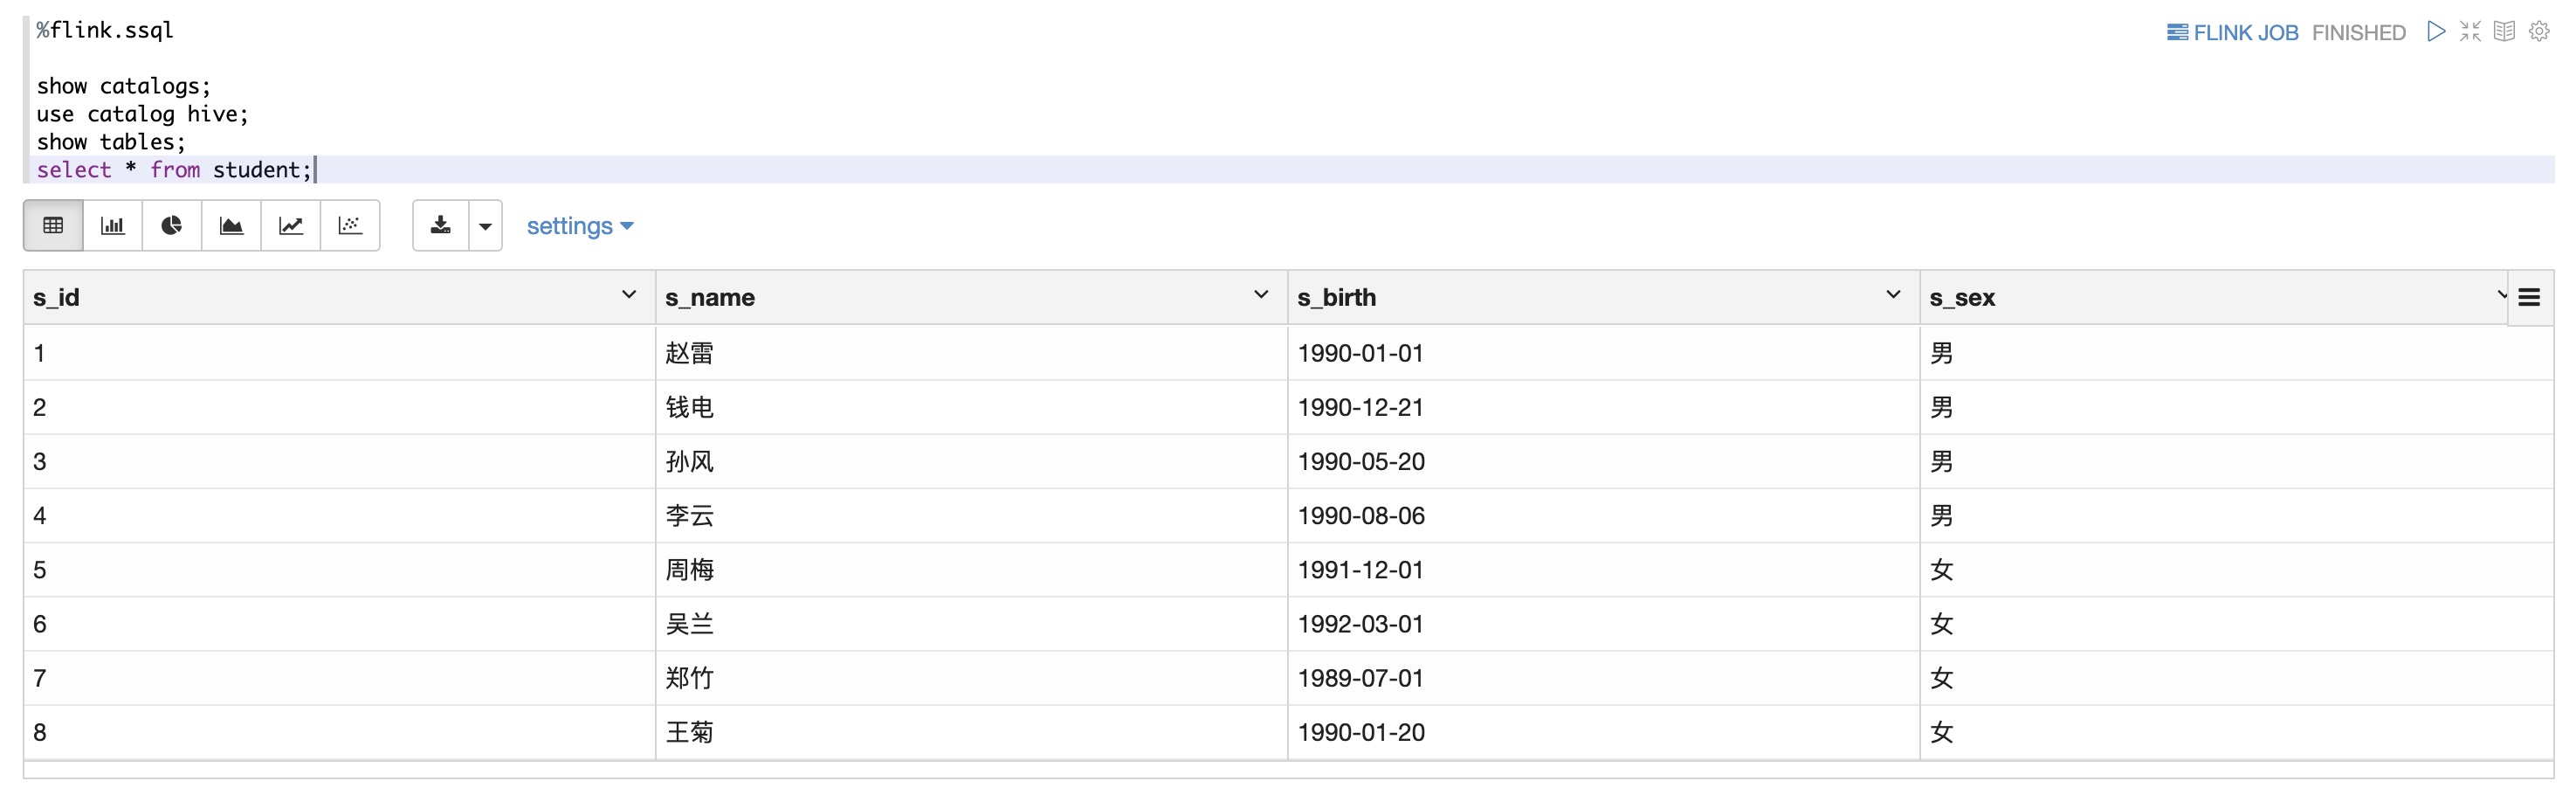 %flink.ssql
FLINK JOB FINISHED
show catalogs;
use catalog hive;
show tables;
select * from student;
settings
s_id s_name s_birth s_sex
1 赵雷 1990-01-01 男
2 钱电 1990-12-21 男
3 孙风 1990-05-20 男
4 李云 1990-08-06 男
5 周梅 1991-12-01 女
6 吴兰 1992-03-01 女
7 郑竹 1989-07-01 女
8 王菊 1990-01-20 女